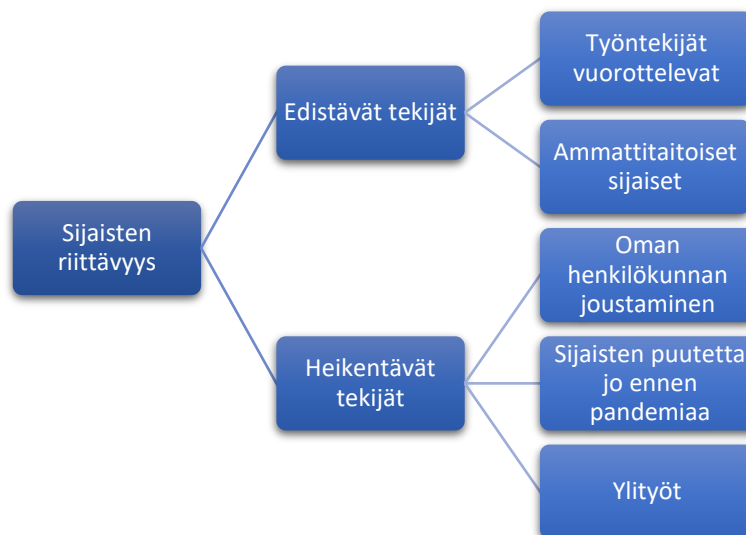 Sijaisten
riittävyys
Edistävät tekijät
Työntekijät
vuorottelevat
Ammattitaitoiset
sijaiset
Heikentävät
tekijät
Oman
henkilökunnan
joustaminen
Sijaisten puutetta
jo ennen
pandemiaa
Ylityöt